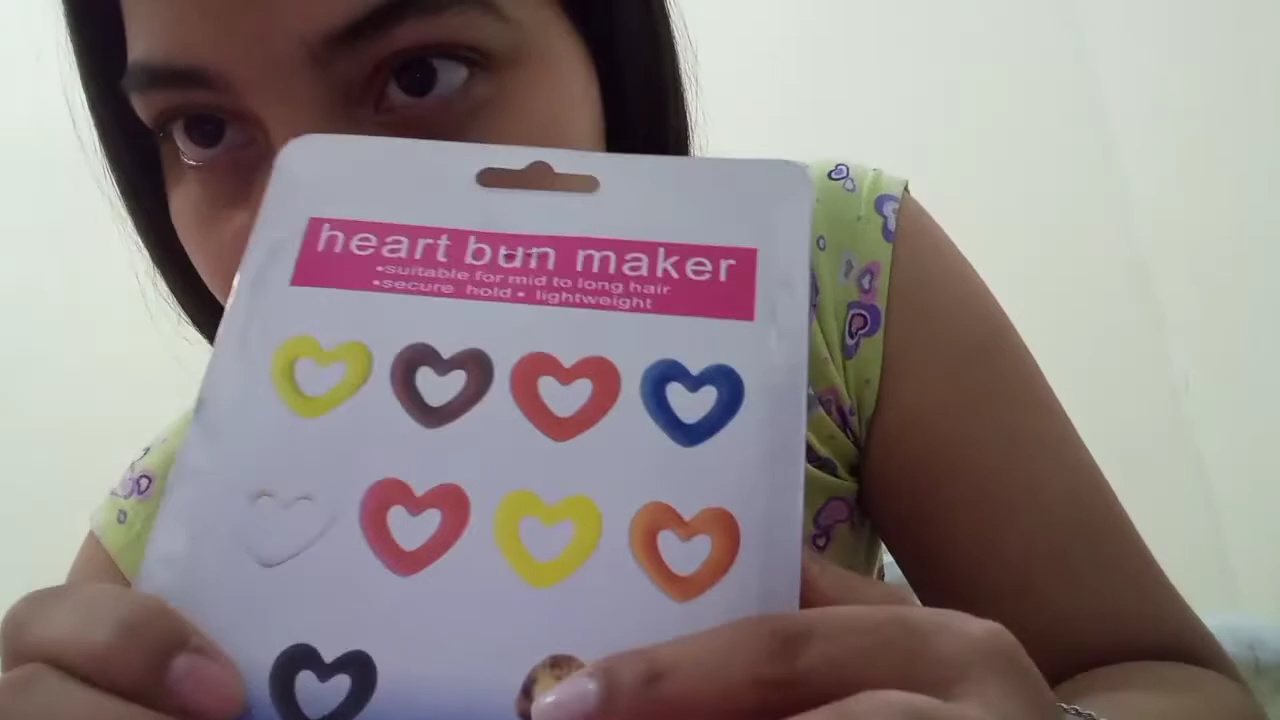 heart bun maker
•suitable for mid to long hair
•secure hold • lightweight